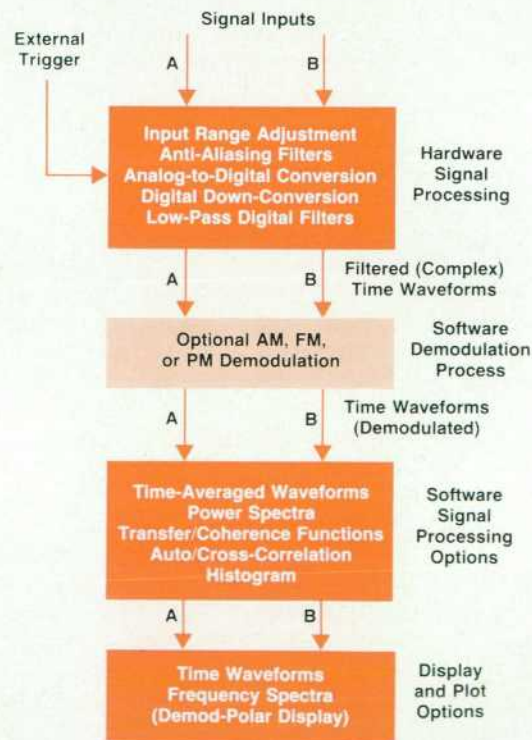 Signal Inputs
External
Trigger
A
B
Input Range Adjustment
Anti-Aliasing Filters
Analog-to-Digital Conversion
Digital Down-Conversion
Low-Pass Digital Filters
Hardware
Signal
Processing
A
B
Filtered (Complex)
Time Waveforms
Optional AM, FM,
or PM Demodulation
Software
Demodulation
Process
A
B
Time Waveforms
(Demodulated)
Time-Averaged Waveforms
Power Spectra
Transfer/Coherence Functions
Auto/Cross-Correlation
Histogram
Software
Signal
Processing
Options
A
B
Time Waveforms
Frequency Spectra
(Demod-Polar Display)
Display
and Plot
Options